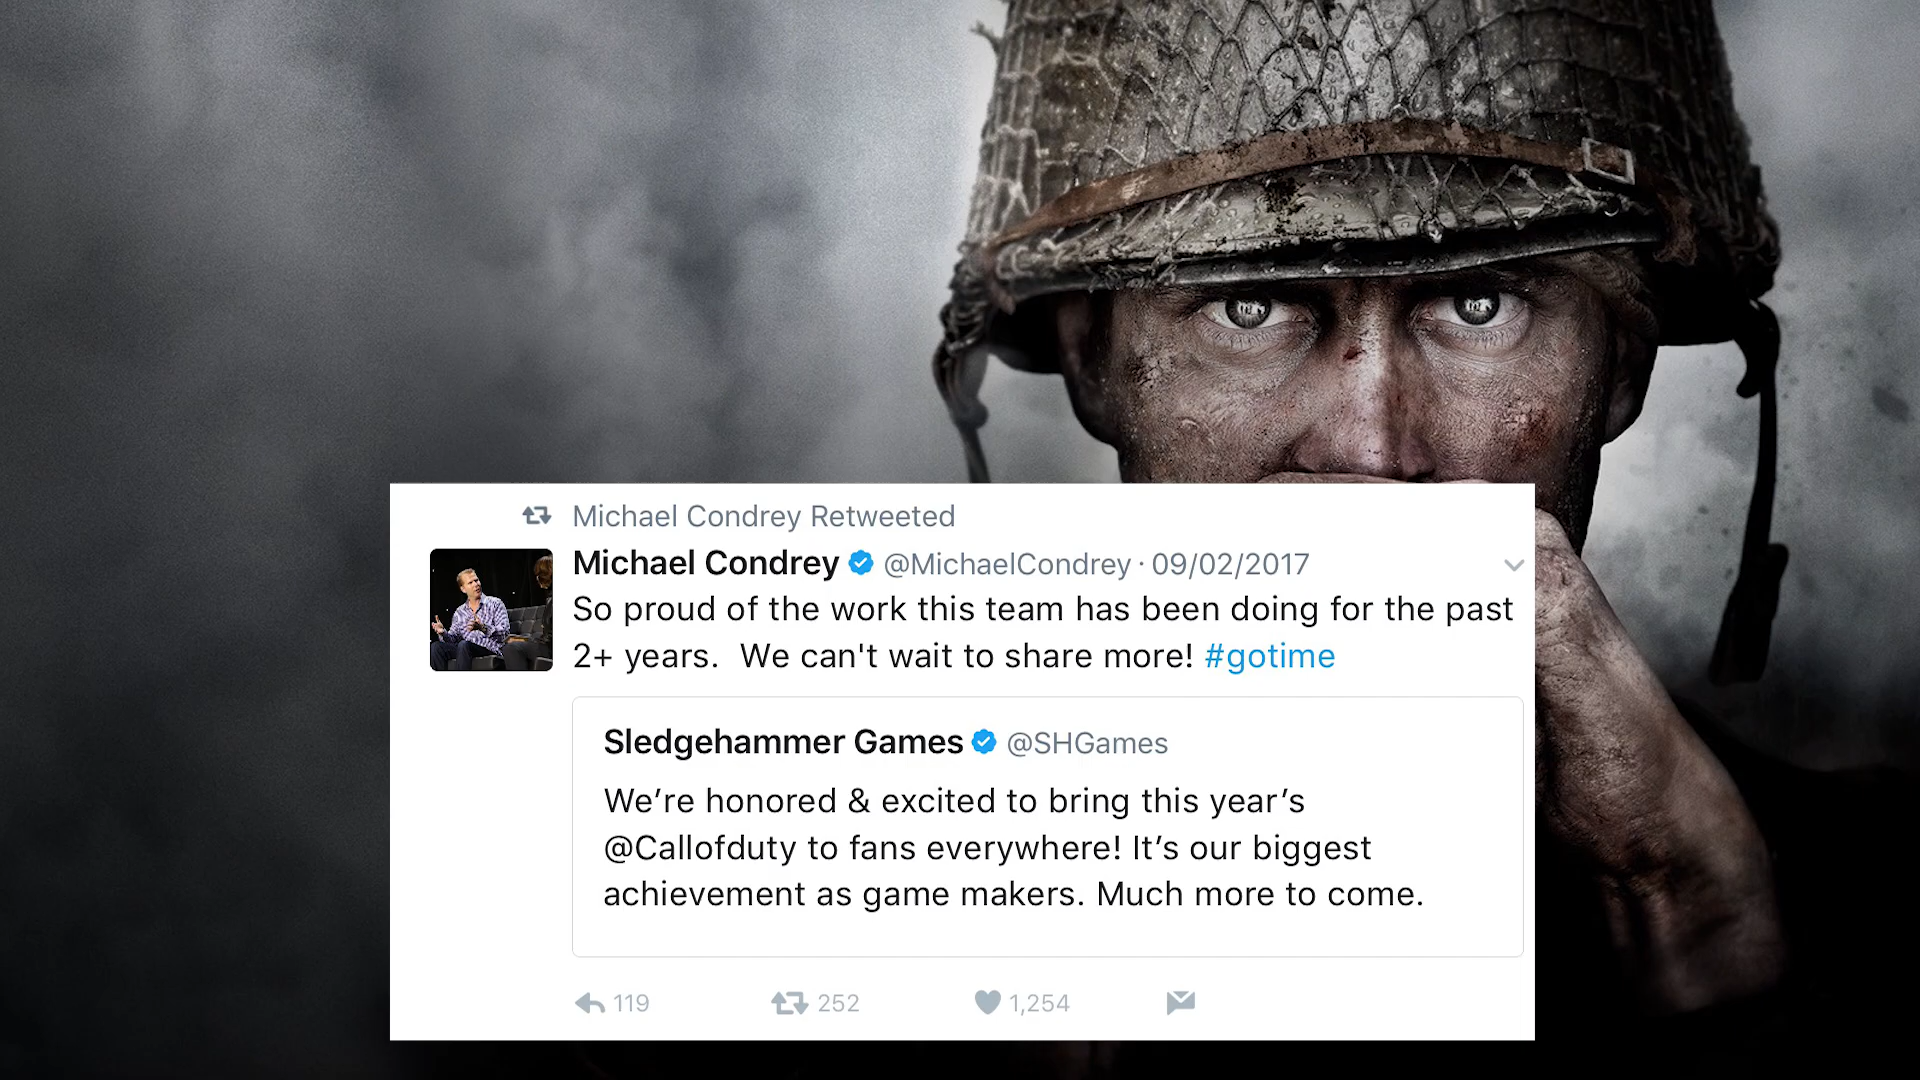 Michael Condrey Retweeted
Michael Condrey @MichaelCondrey · 09/02/2017
So proud of the work this team has been doing for the past
2+ years.  We can't wait to share more! #gotime
Sledgehammer Games @SHGames
We’re honored & excited to bring this year’s
@Callofduty to fans everywhere! It’s our biggest
achievement as game makers. Much more to come.
119 252 1,254